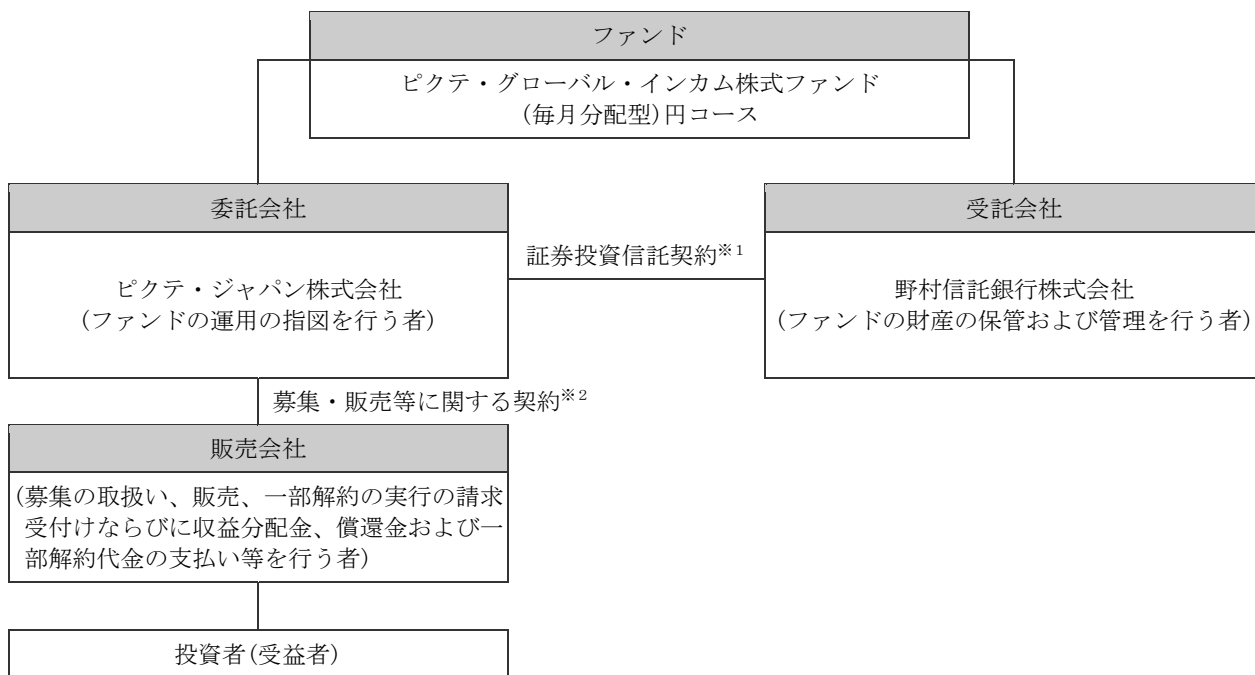 ファンド
ピクテ・グローバル・インカム株式ファンド
(毎月分配型)円コース
委託会社
ピクテ・ジャパン株式会社
(ファンドの運用の指図を行う者)
証券投資信託契約※1
受託会社
野村信託銀行株式会社
(ファンドの財産の保管および管理を行う者)
募集・販売等に関する契約※2
販売会社
(募集の取扱い、販売、一部解約の実行の請求
受付けならびに収益分配金、償還金および一
部解約代金の支払い等を行う者)
投資者(受益者)